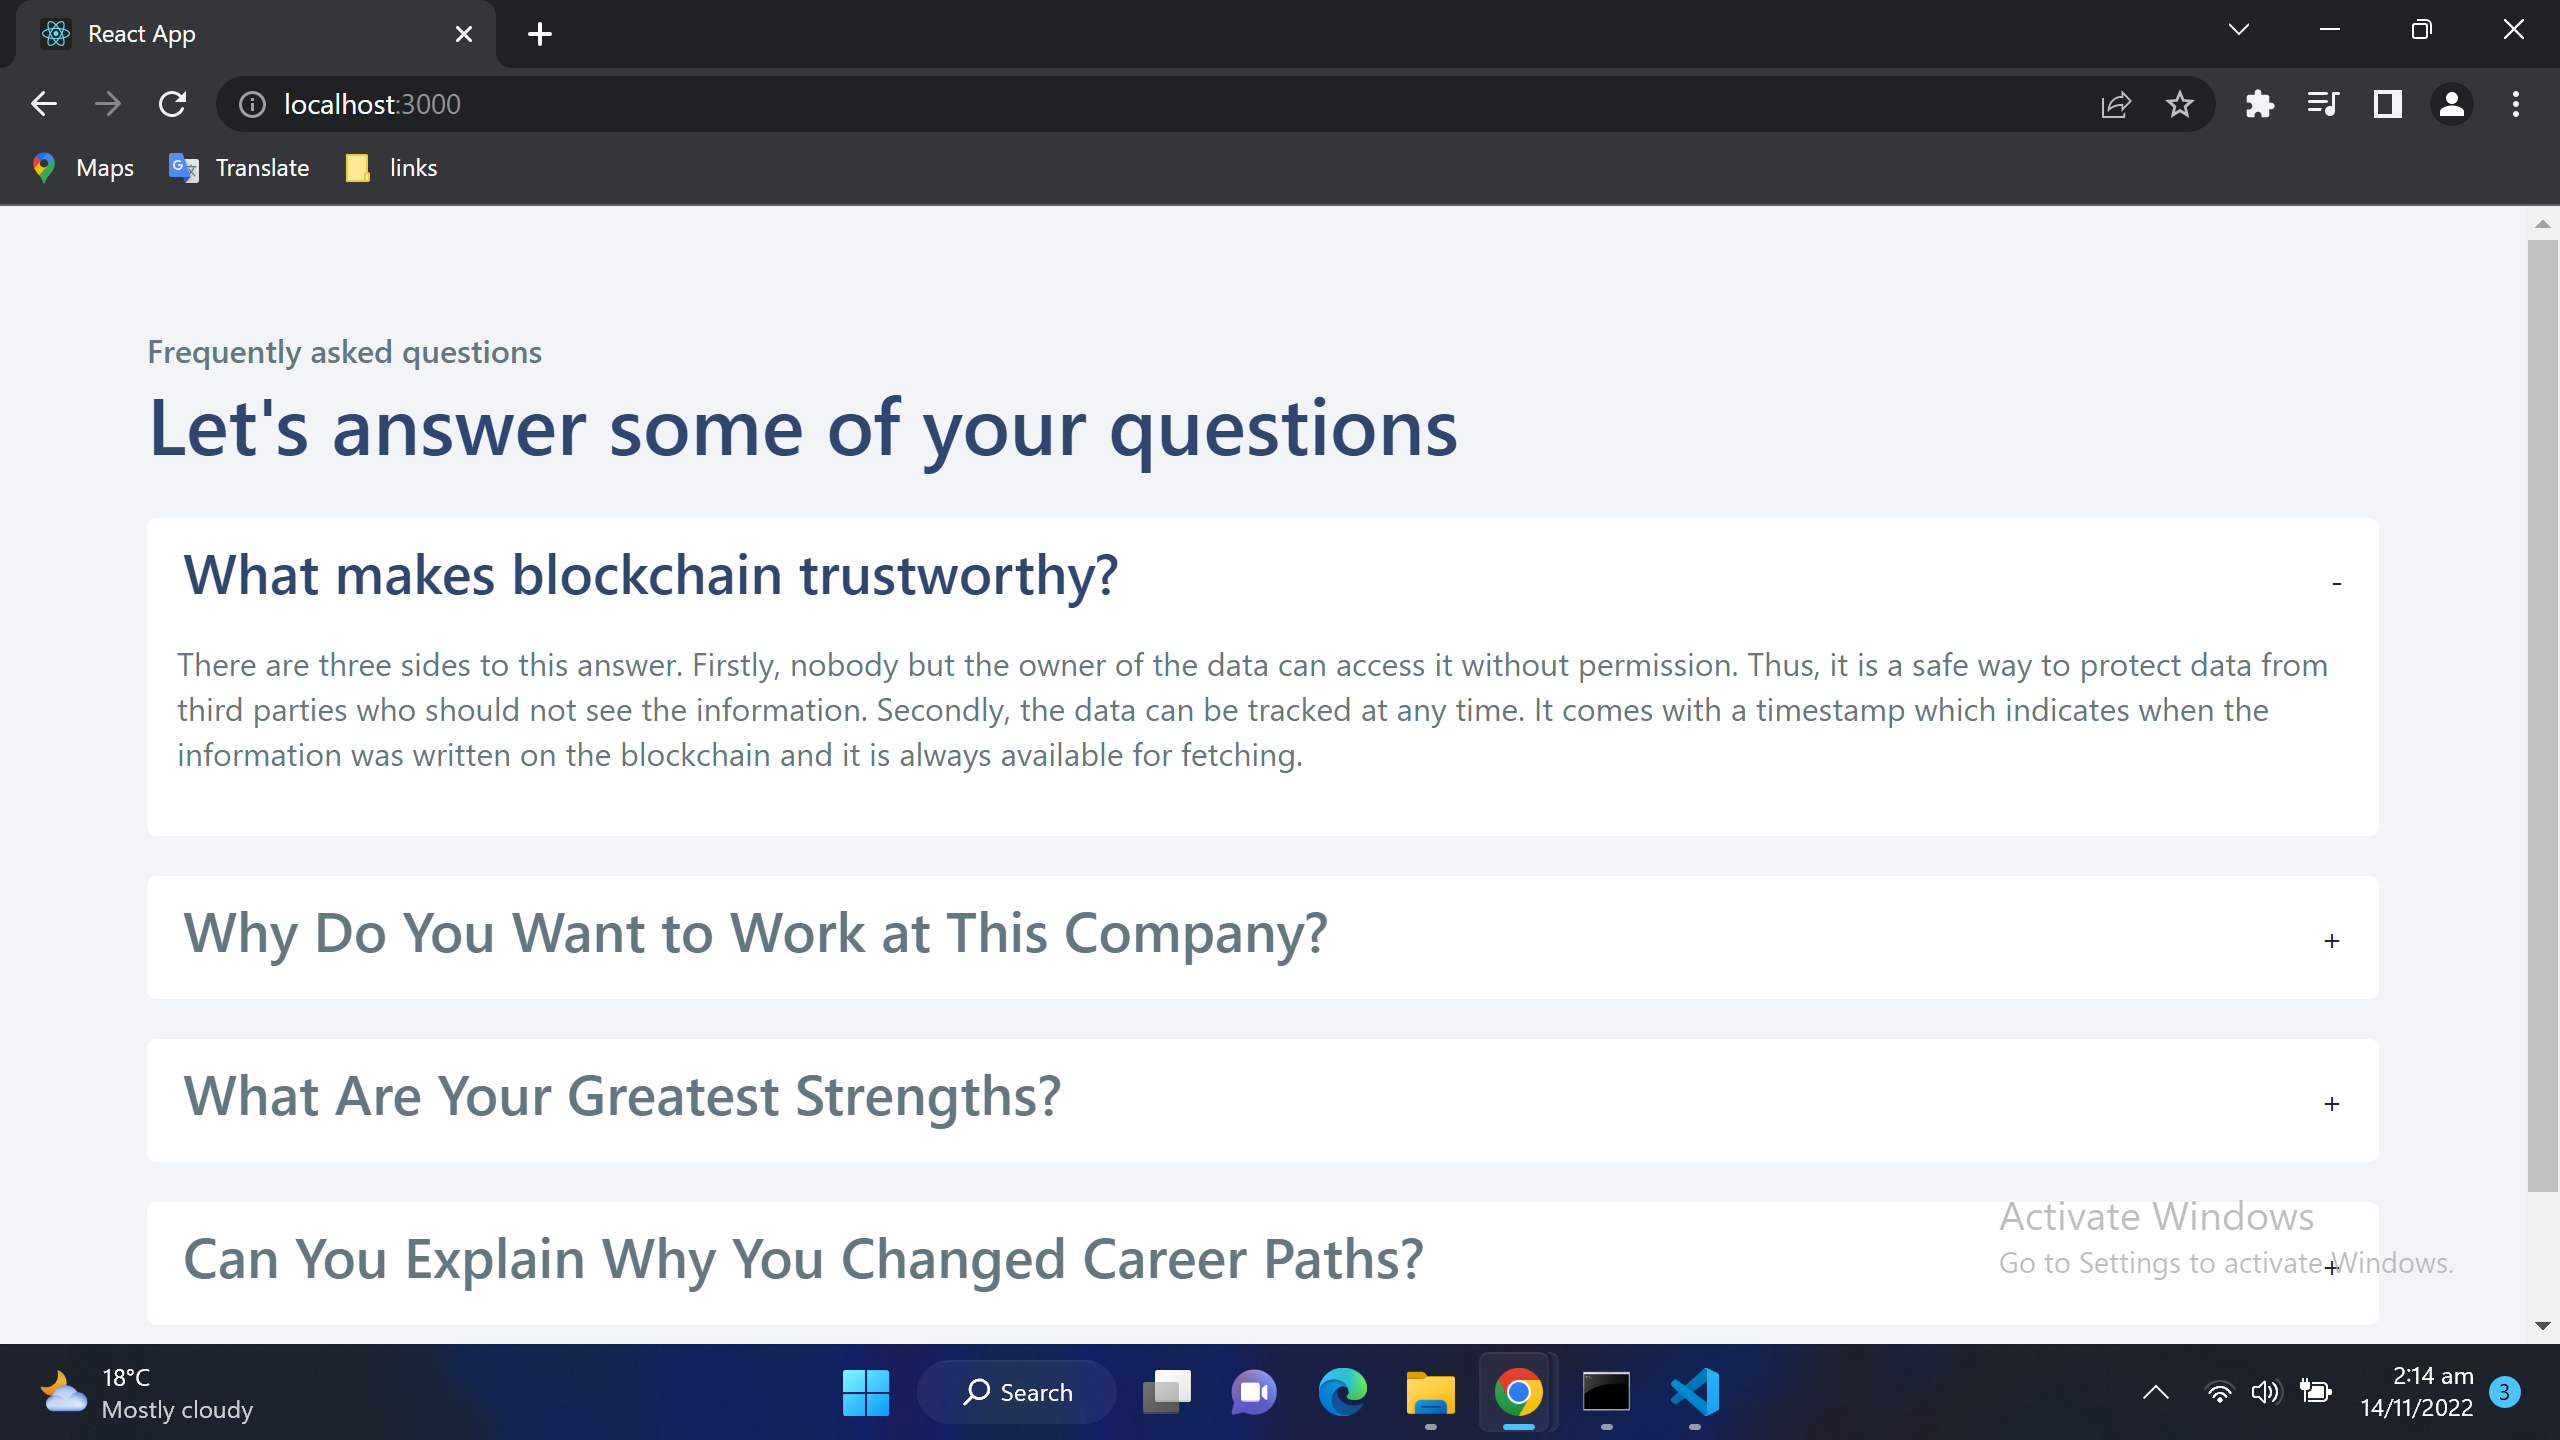 React App
localhost:3000
Maps
Translate
links
Frequently asked questions
Let's answer some of your questions
What makes blockchain trustworthy?
-
There are three sides to this answer. Firstly, nobody but the owner of the data can access it without permission. Thus, it is a safe way to protect data from
third parties who should not see the information. Secondly, the data can be tracked at any time. It comes with a timestamp which indicates when the
information was written on the blockchain and it is always available for fetching.
Why Do You Want to Work at This Company?
+
What Are Your Greatest Strengths?
+
Can You Explain Why You Changed Career Paths?
+
Activate Windows
Go to Settings to activate Windows.
18°C
Mostly cloudy
Search
2:14 am
14/11/2022
3